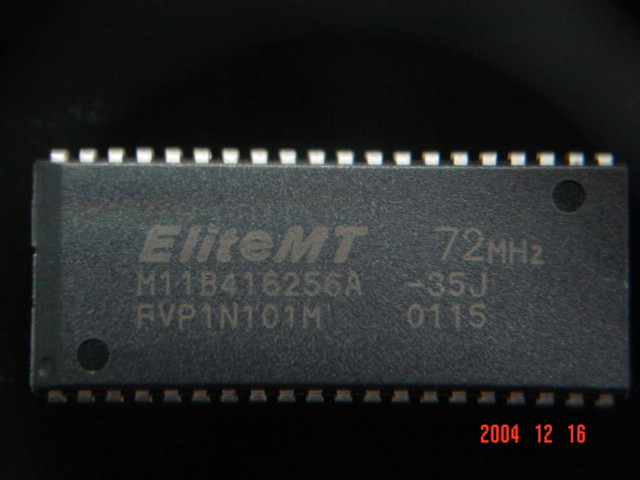 EliteMT 72MHz
M11B416256A -35J
FVP1N101M 0115
2004 12 16